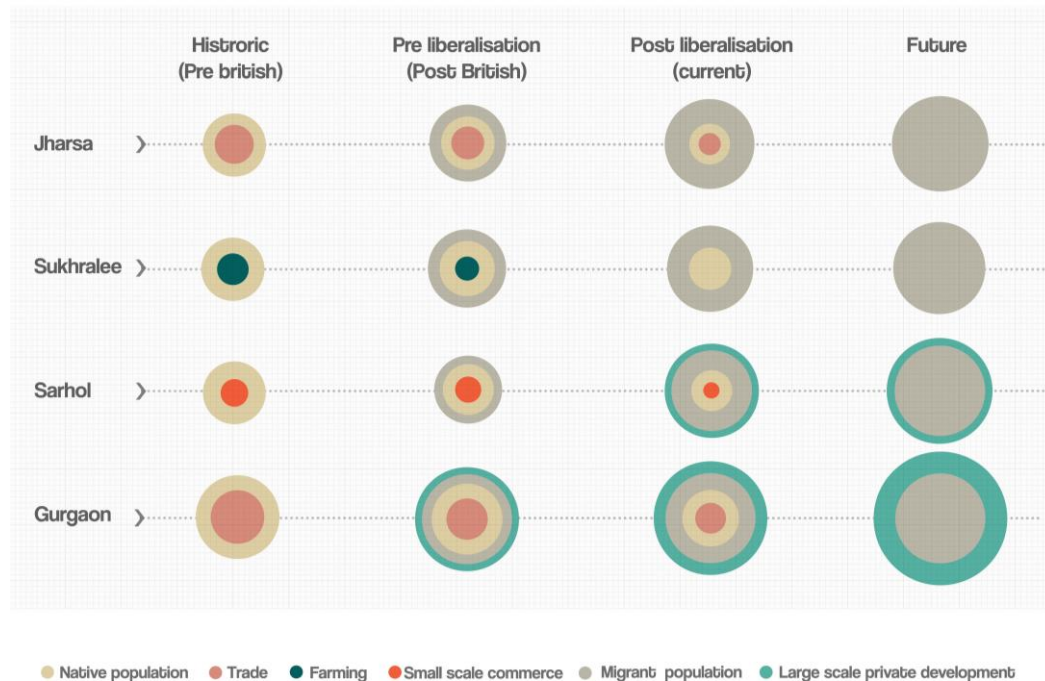 Histroric
(Pre british)
Pre liberalisation
(Post British)
Post liberalisation
(current)
Future
Jharsa
Sukhralee
Sarhol
Gurgaon
Native population Trade Farming Small scale commerce Migrant population Large scale private development